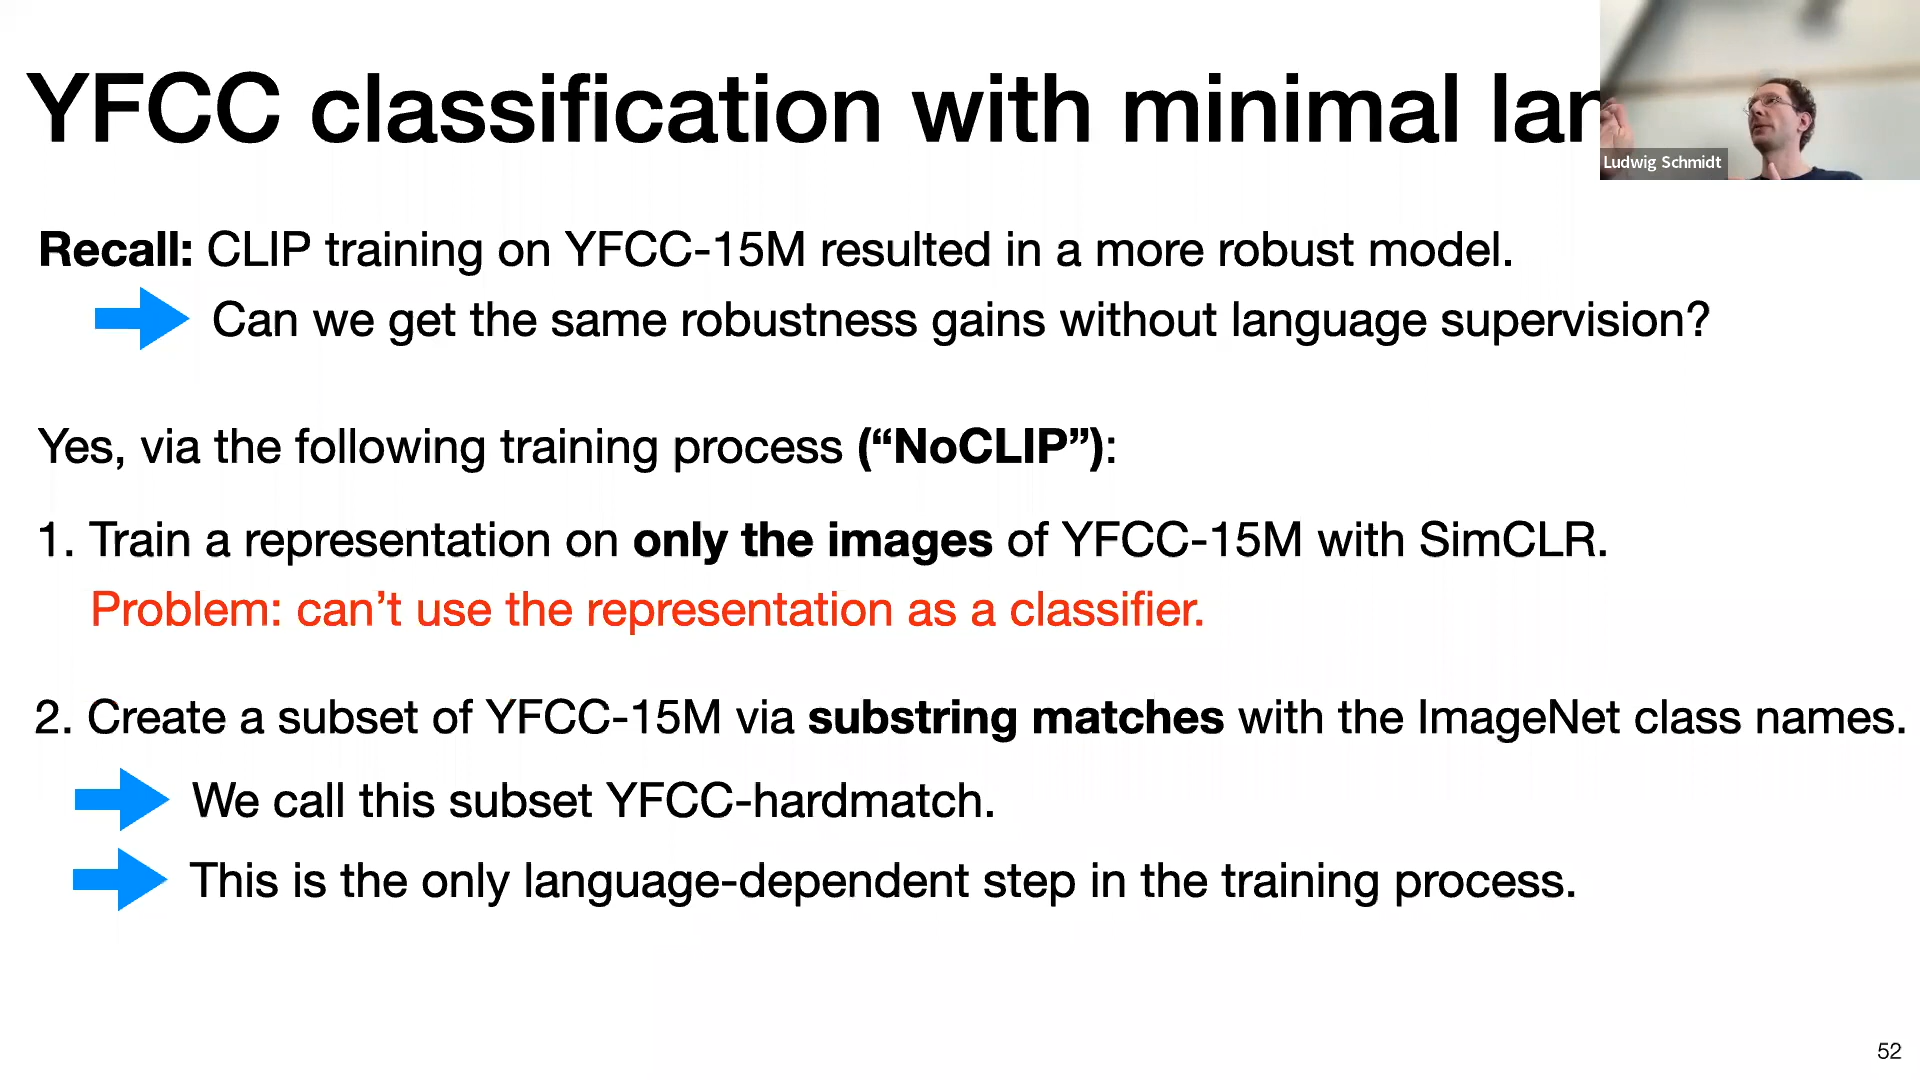 YFCC classification with minimal
Ludwig Schmidt
Recall: CLIP training on YFCC-15M resulted in a more robust model.
Can we get the same robustness gains without language supervision?
Yes, via the following training process (“NoCLIP”):
1. Train a representation on only the images of YFCC-15M with SimCLR.
Problem: can’t use the representation as a classifier.
2. Create a subset of YFCC-15M via substring matches with the ImageNet class names.
We call this subset YFCC-hardmatch.
This is the only language-dependent step in the training process.
52